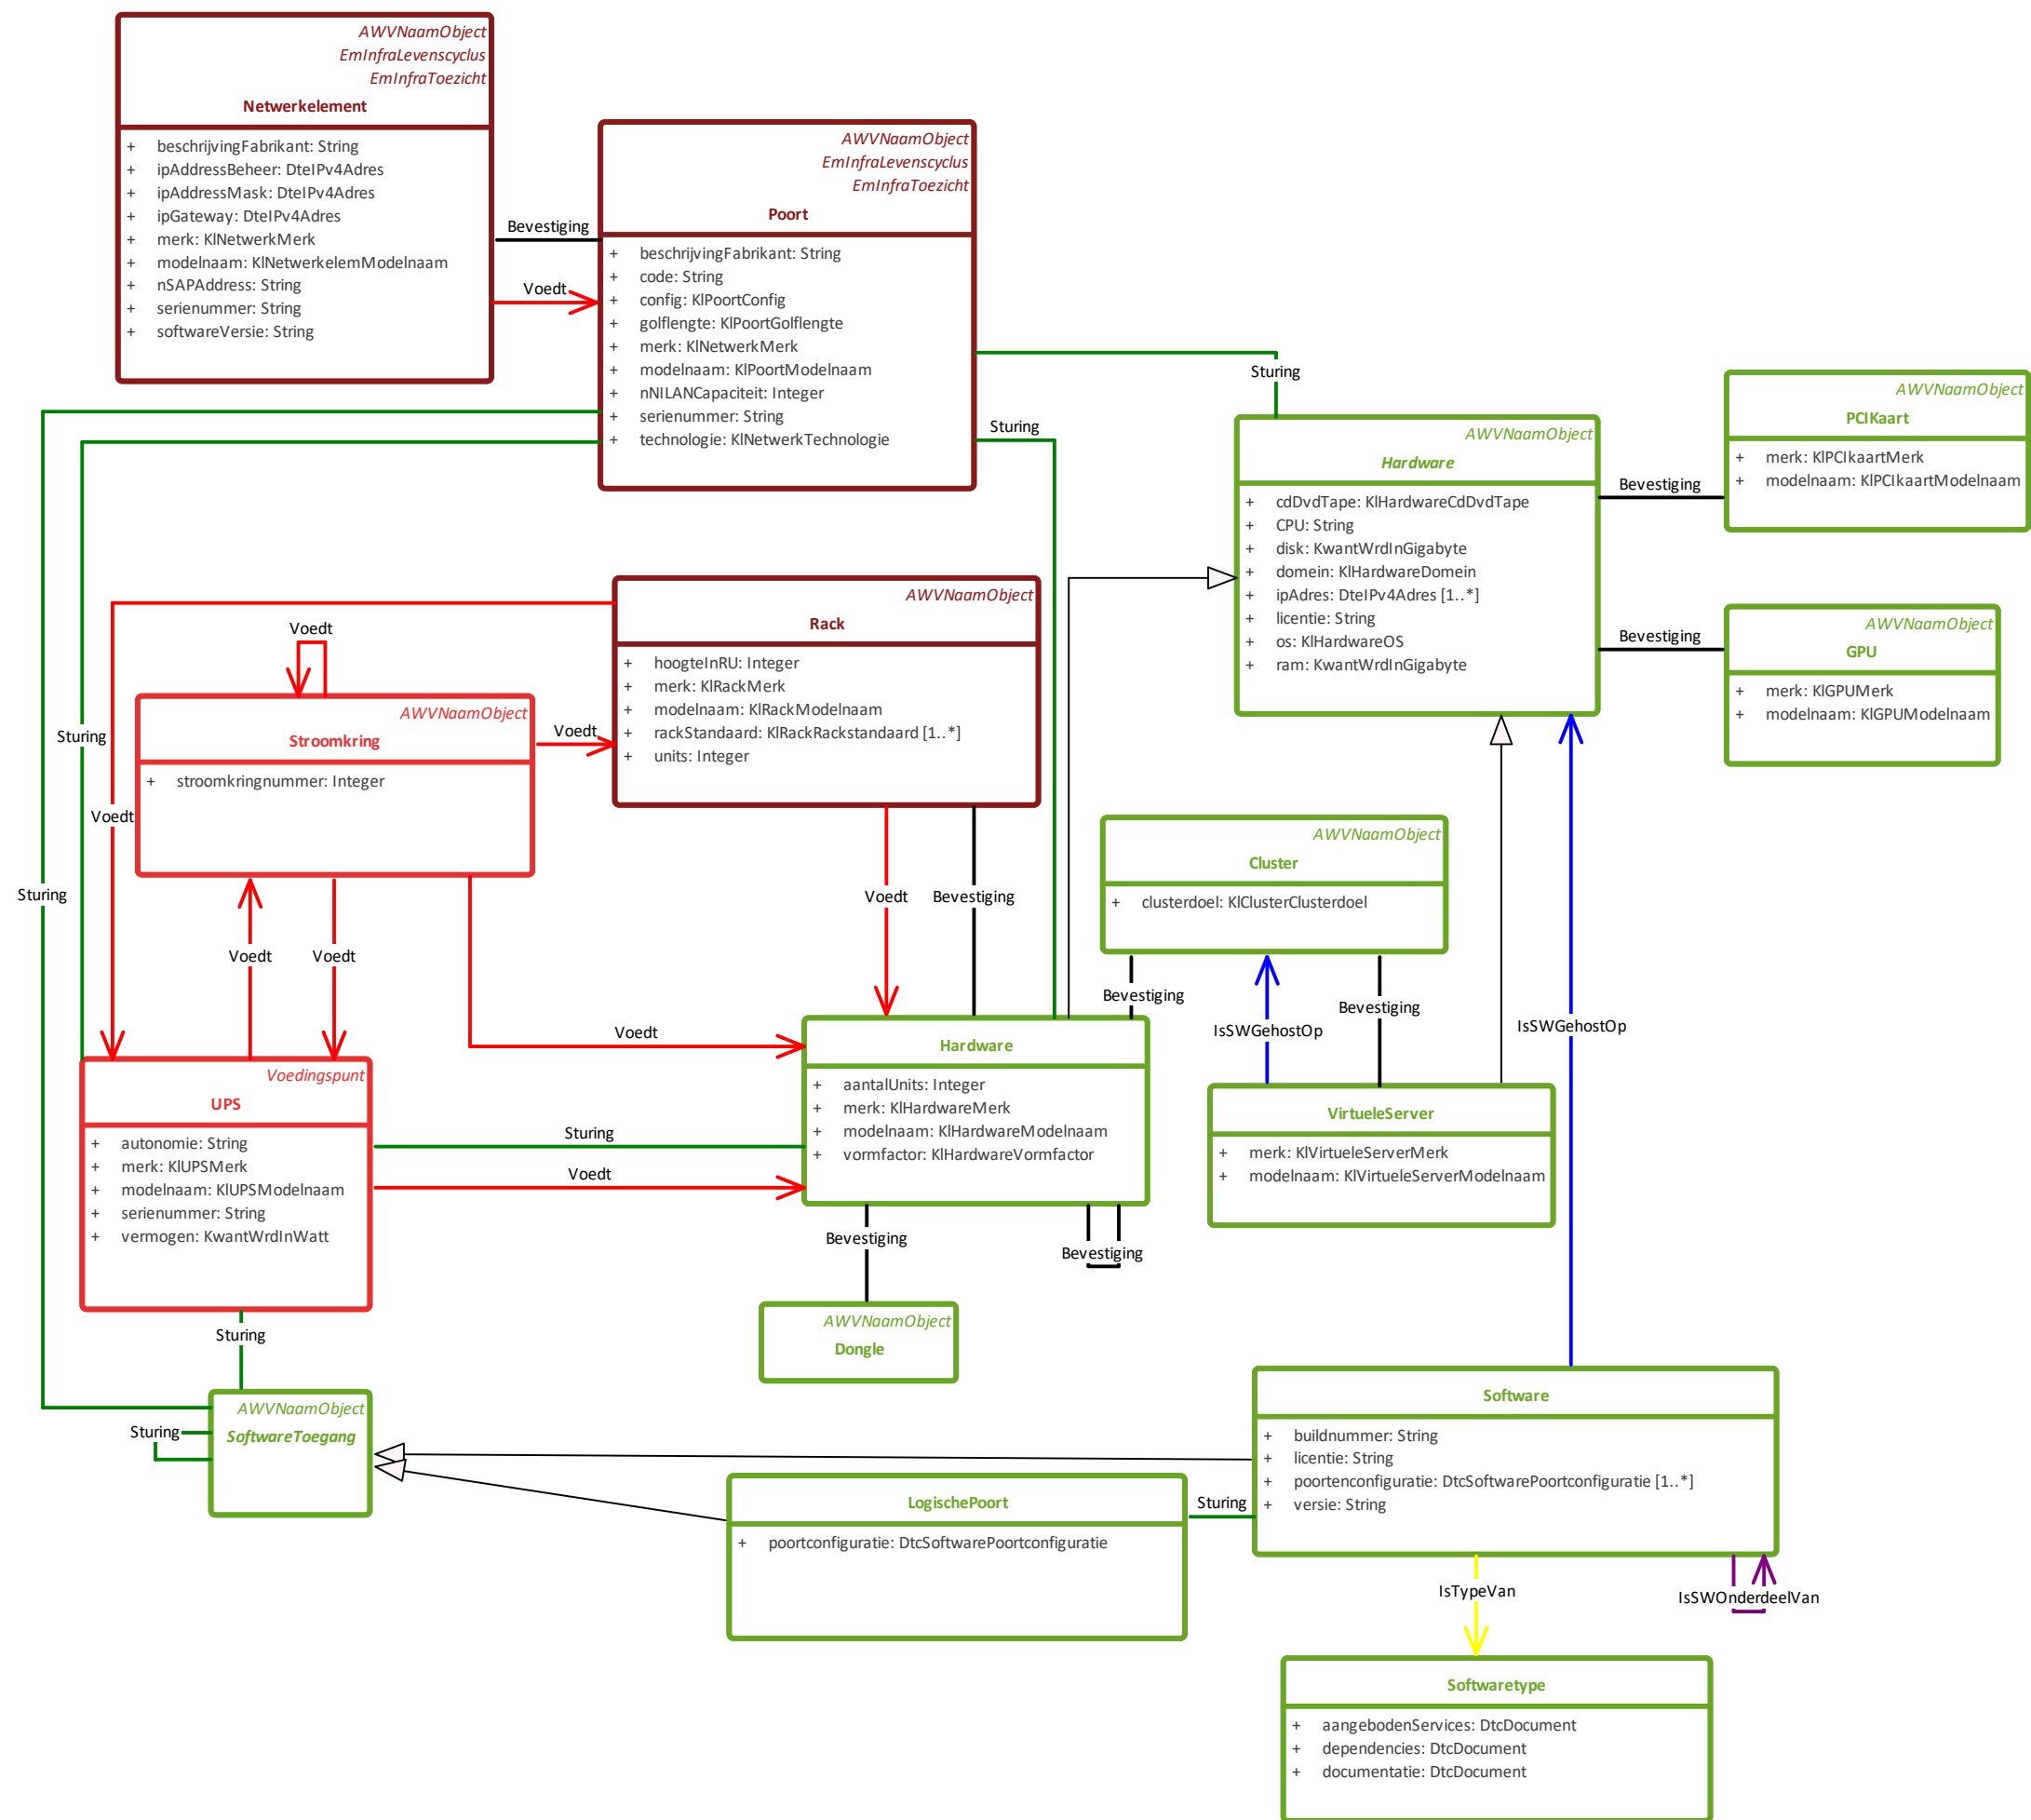 AWVNaamObject
EmInfraLevenscyclus
EmInfraToezicht
Netwerkelement
+ beschrijvingFabrikant: String
+ ipAddressBeheer: DteIPv4Adres
+ ipAddressMask: DteIPv4Adres
+ ipGateway: DteIPv4Adres
+ merk: KlNetwerkMerk
+ modelnaam: KlNetwerkelemModelnaam
+ nSAPAddress: String
+ serienummer: String
+ softwareVersie: String
Bevestiging
Voedt
AWVNaamObject
EmInfraLevenscyclus
EmInfraToezicht
Poort
+ beschrijvingFabrikant: String
+ code: String
+ config: KlPoortConfig
+ golflengte: KlPoortGolflengte
+ merk: KlNetwerkMerk
+ modelnaam: KlPoortModelnaam
+ nNILANCapaciteit: Integer
+ serienummer: String
+ technologie: KlNetwerkTechnologie
Sturing
Sturing
AWVNaamObject
Hardware
+ cdDvdTape: KlHardwareCdDvdTape
+ CPU: String
+ disk: KwantWrdInGigabyte
+ domein: KlHardwareDomein
+ ipAdres: DteIPv4Adres [1..*]
+ licentie: String
+ os: KlHardwareOS
+ ram: KwantWrdInGigabyte
Bevestiging
AWVNaamObject
PCIKaart
+ merk: KlPCIkaartMerk
+ modelnaam: KlPCIkaartModelnaam
Bevestiging
AWVNaamObject
GPU
+ merk: KlGPUMerk
+ modelnaam: KlGPUModelnaam
AWVNaamObject
Rack
+ hoogteInRU: Integer
+ merk: KlRackMerk
+ modelnaam: KlRackModelnaam
+ rackStandaard: KlRackRackstandaard [1..*]
+ units: Integer
Voedt
AWVNaamObject
Stroomkring
+ stroomkringnummer: Integer
Voedt
Sturing
Voedt
Sturing
Voedt
Voedt
Voedt
Bevestiging
Voedt
AWVNaamObject
Cluster
+ clusterdoel: KlClusterClusterdoel
Bevestiging
IsSWGehostOp
Bevestiging
IsSWGehostOp
Hardware
+ aantalUnits: Integer
+ merk: KlHardwareMerk
+ modelnaam: KlHardwareModelnaam
+ vormfactor: KlHardwareVormfactor
VirtueleServer
+ merk: KlVirtueleServerMerk
+ modelnaam: KlVirtueleServerModelnaam
Voedingspunt
UPS
+ autonomie: String
+ merk: KlUPSMerk
+ modelnaam: KlUPSModelnaam
+ serienummer: String
+ vermogen: KwantWrdInWatt
Sturing
Voedt
Bevestiging
Bevestiging
AWVNaamObject
Dongle
Sturing
AWVNaamObject
SoftwareToegang
Sturing
Software
+ buildnummer: String
+ licentie: String
+ poortenconfiguratie: DtcSoftwarePoortconfiguratie [1..*]
+ versie: String
LogischePoort
+ poortconfiguratie: DtcSoftwarePoortconfiguratie
Sturing
IsTypeVan
IsSWOnderdeelVan
Softwaretype
+ aangebodenServices: DtcDocument
+ dependencies: DtcDocument
+ documentatie: DtcDocument